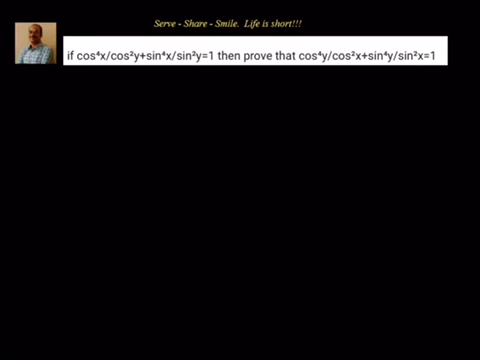 Serve - Share - Smile. Life is short!!!
if cos⁴x/cos²y+sin⁴x/sin²y=1 then prove that cos⁴y/cos²x+sin⁴y/sin²x=1